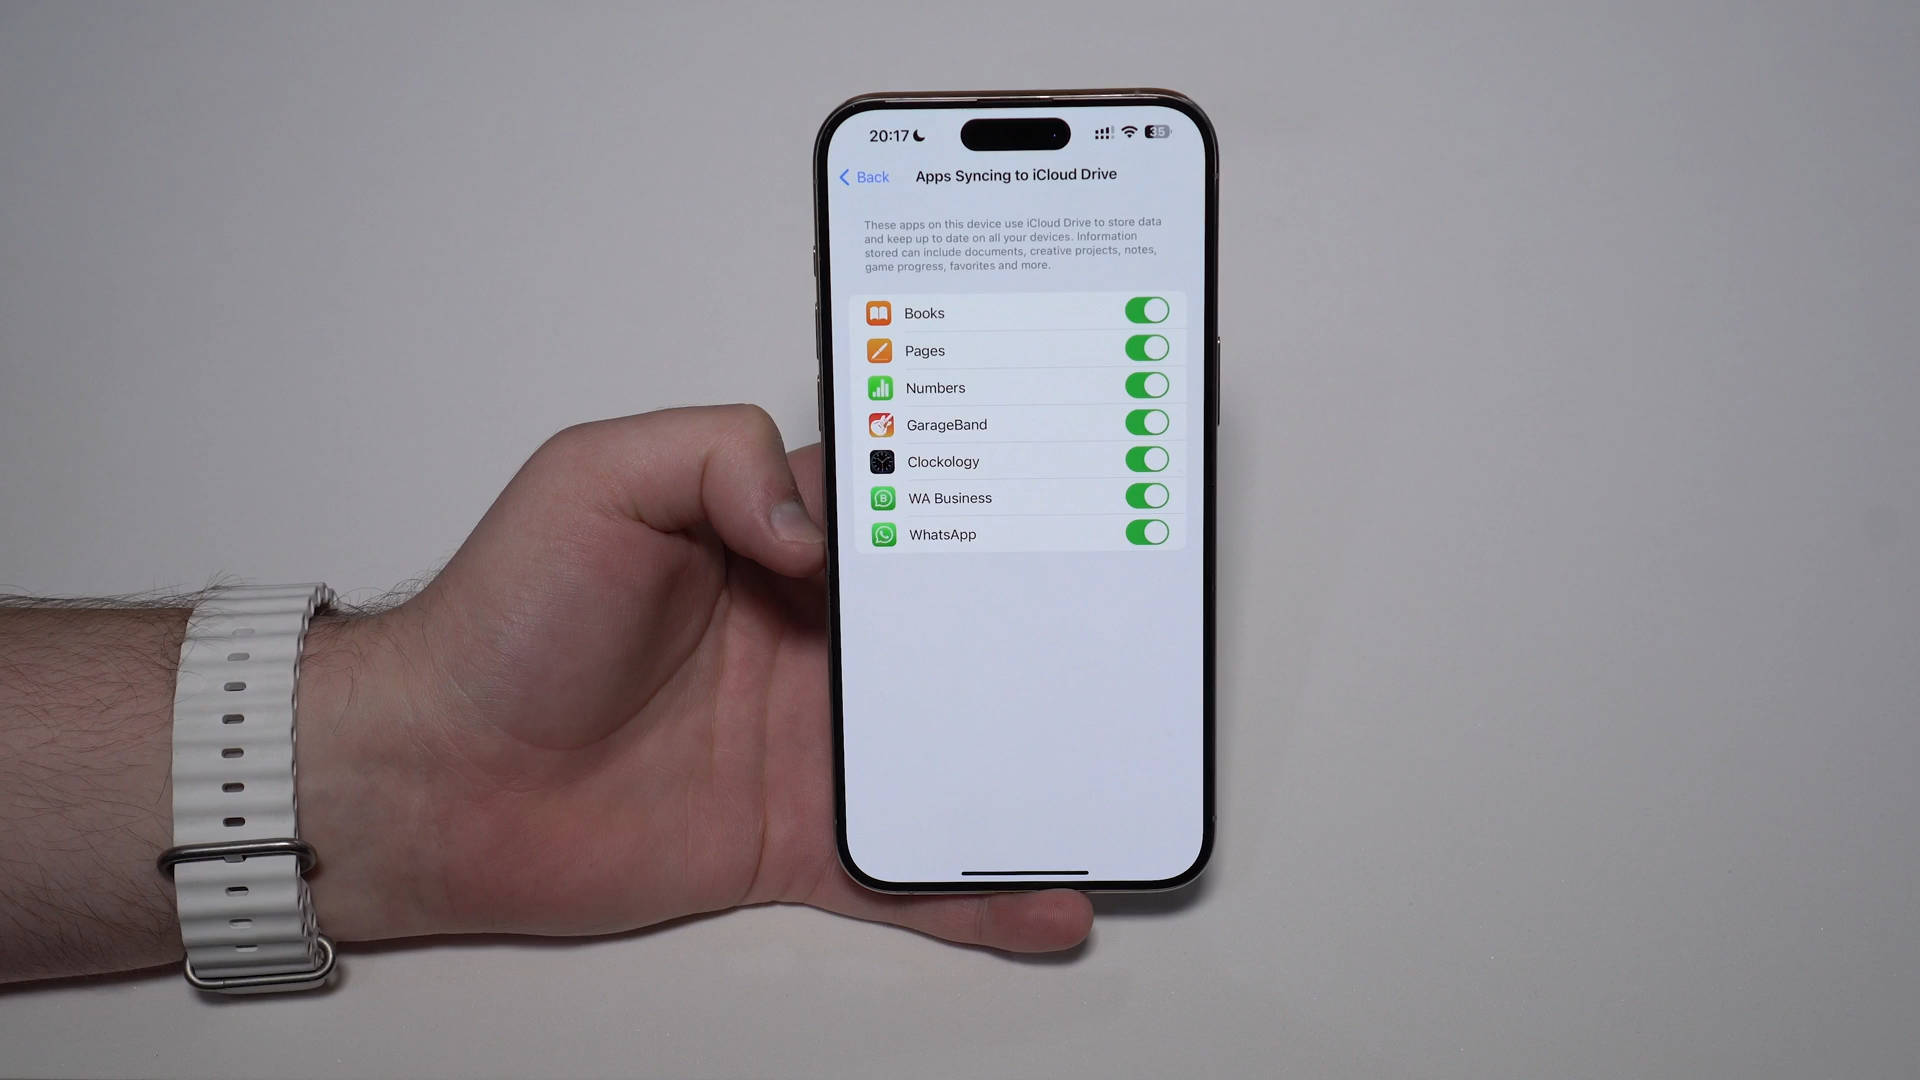 20:17
35
Back
Apps Syncing to iCloud Drive
These apps on this device use iCloud Drive to store data
and keep up to date on all your devices. Information
stored can include documents, creative projects, notes,
game progress, favorites and more.
Books
Pages
Numbers
GarageBand
Clockology
WA Business
WhatsApp